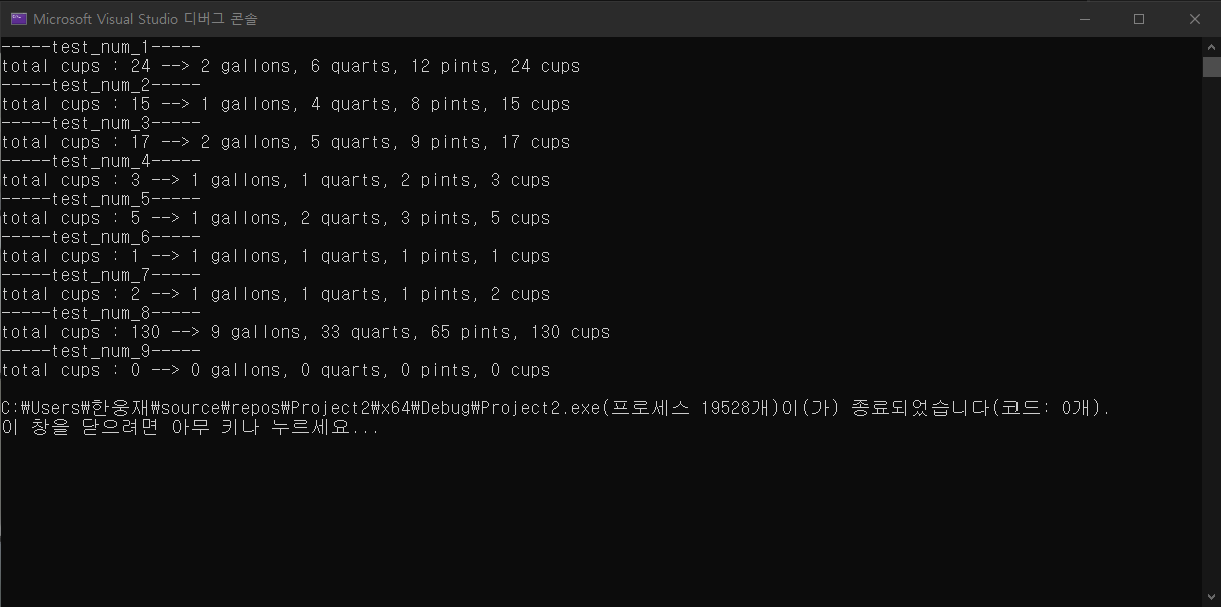 Microsoft Visual Studio 디버그 콘솔
-----test_num_1-----
total cups : 24 --> 2 gallons, 6 quarts, 12 pints, 24 cups
-----test_num_2-----
total cups : 15 --> 1 gallons, 4 quarts, 8 pints, 15 cups
-----test_num_3-----
total cups : 17 --> 2 gallons, 5 quarts, 9 pints, 17 cups
-----test_num_4-----
total cups : 3 --> 1 gallons, 1 quarts, 2 pints, 3 cups
-----test_num_5-----
total cups : 5 --> 1 gallons, 2 quarts, 3 pints, 5 cups
-----test_num_6-----
total cups : 1 --> 1 gallons, 1 quarts, 1 pints, 1 cups
-----test_num_7-----
total cups : 2 --> 1 gallons, 1 quarts, 1 pints, 2 cups
-----test_num_8-----
total cups : 130 --> 9 gallons, 33 quarts, 65 pints, 130 cups
-----test_num_9-----
total cups : 0 --> 0 gallons, 0 quarts, 0 pints, 0 cups
C:₩Users₩한웅재₩source₩repos₩Project2₩x64₩Debug₩Project2.exe(프로세스 19528개)이(가) 종료되었습니다(코드: 0개).
이 창을 닫으려면 아무 키나 누르세요...